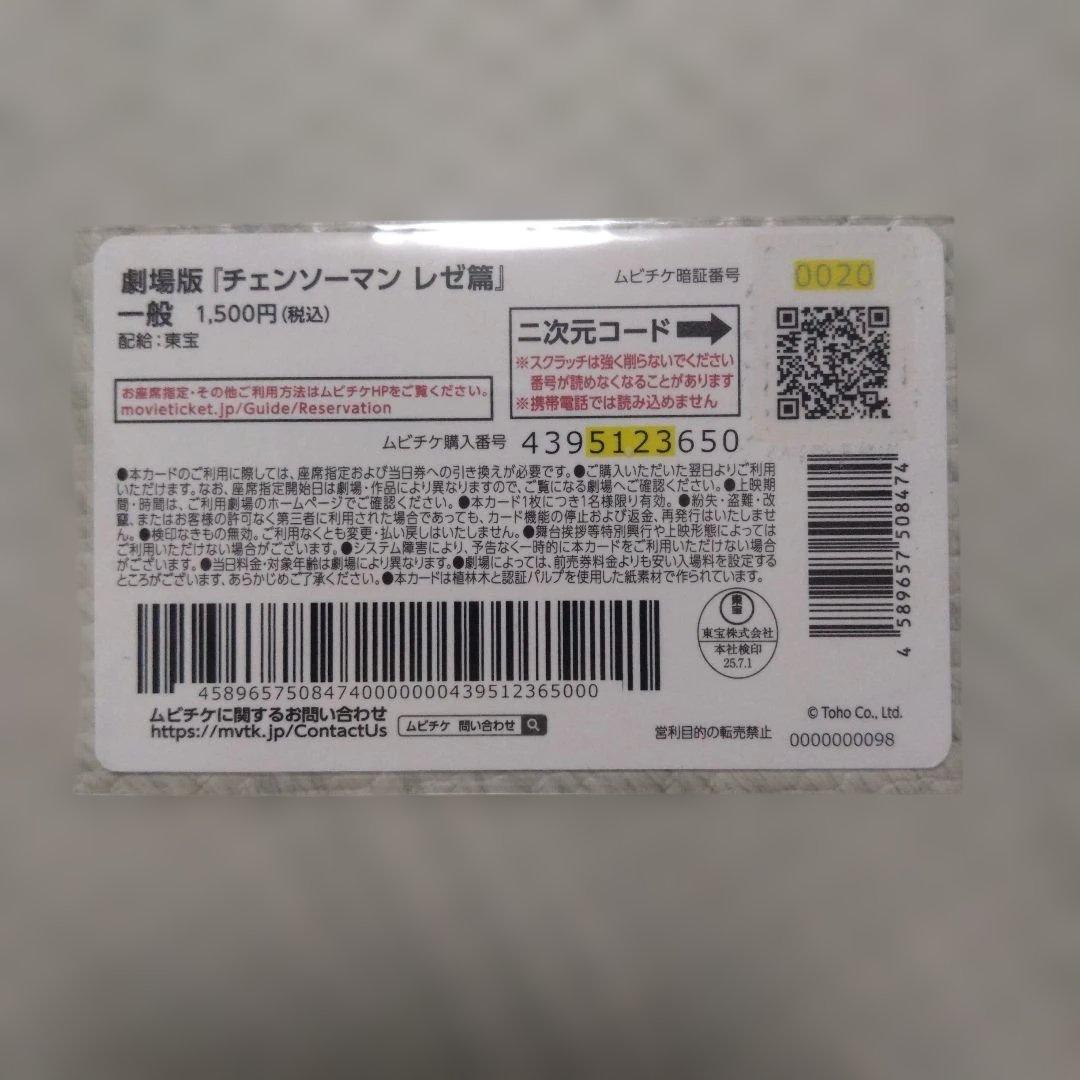 劇場版『チェンソーマン レゼ篇』
一般 1,500円(税込)
配給:東宝
ムビチケ暗証番号 0020
二次元コード
※スクラッチは強く削らないでください
番号が読めなくなることがあります
※携帯電話では読み込めません
お座席指定・その他ご利用方法はムビチケHPをご覧ください。
movieticket.jp/Guide/Reservation
ムビチケ購入番号 4395123650
●本カードのご利用に際しては、座席指定および当日券への引き換えが必要です。●ご購入いただいた翌日よりご利用
いただけます。なお、座席指定開始日は劇場・作品により異なりますので、ご覧になる劇場へご確認ください。●上映期
間・時間は、ご利用劇場のホームページでご確認ください。●本カード1枚につき1名様限り有効。●紛失・盗難・改
竄、またはお客様の許可なく第三者に利用された場合であっても、カード機能の停止および返金、再発行はいたしませ
ん。●検印なきもの無効。ご利用なくとも変更・払い戻しはいたしません。●舞台挨拶等特別興行や上映形態によっては
ご利用いただけない場合がございます。●システム障害により、予告なく一時的に本カードをご利用いただけない場合
がございます。●当日料金・対象年齢は劇場により異なります。●劇場によっては、前売券料金よりも安い入場料を設定する
ところがございます、あらかじめご了承ください。●本カードは植林木と認証パルプを使用した紙素材で作られています。
4 589657 508474
東宝
東宝株式会社
本社検印
25.7.1
45896575084740000000439512365000
ムビチケに関するお問い合わせ
https://mvtk.jp/ContactUs
ムビチケ 問い合わせ
© Toho Co., Ltd.
営利目的の転売禁止
0000000098